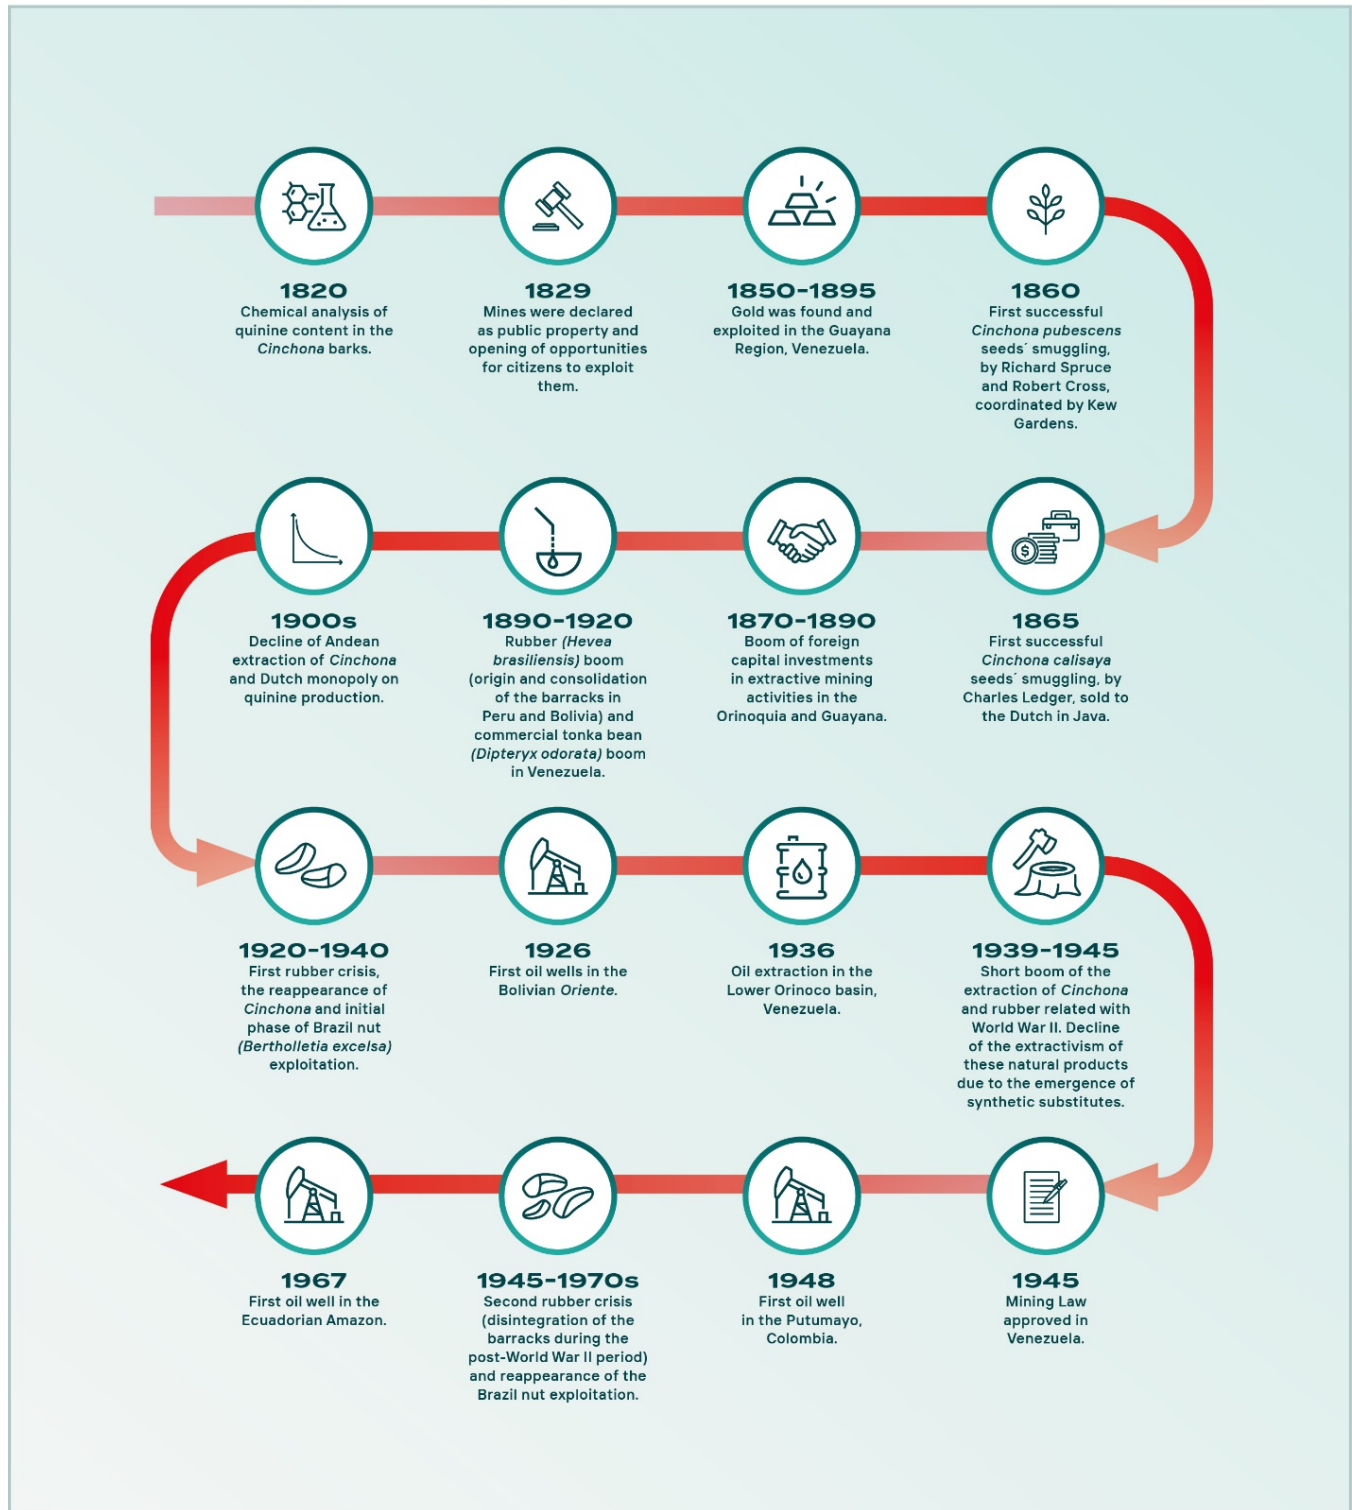 1820
Chemical analysis of
quinine content in the
Cinchona barks.
1829
Mines were declared
as public property and
opening of opportunities
for citizens to exploit
them.
1850-1895
Gold was found and
exploited in the Guayana
Region, Venezuela.
1860
First successful
Cinchona pubescens
seeds´ smuggling,
by Richard Spruce
and Robert Cross,
coordinated by Kew
Gardens.
1865
First successful
Cinchona calisaya
seeds´ smuggling, by
Charles Ledger, sold to
the Dutch in Java.
1870-1890
Boom of foreign
capital investments
in extractive mining
activities in the
Orinoquia and Guayana.
1890-1920
Rubber (Hevea
brasiliensis) boom
(origin and consolidation
of the barracks in
Peru and Bolivia) and
commercial tonka bean
(Dipteryx odorata) boom
in Venezuela.
1900s
Decline of Andean
extraction of Cinchona
and Dutch monopoly on
quinine production.
1920-1940
First rubber crisis,
the reappearance of
Cinchona and initial
phase of Brazil nut
(Bertholletia excelsa)
exploitation.
1926
First oil wells in the
Bolivian Oriente.
1936
Oil extraction in the
Lower Orinoco basin,
Venezuela.
1939-1945
Short boom of the
extraction of Cinchona
and rubber related with
World War II. Decline
of the extractivism of
these natural products
due to the emergence of
synthetic substitutes.
1945
Mining Law
approved in
Venezuela.
1948
First oil well
in the Putumayo,
Colombia.
1945-1970s
Second rubber crisis
(disintegration of the
barracks during the
post-World War II period)
and reappearance of the
Brazil nut exploitation.
1967
First oil well in the
Ecuadorian Amazon.